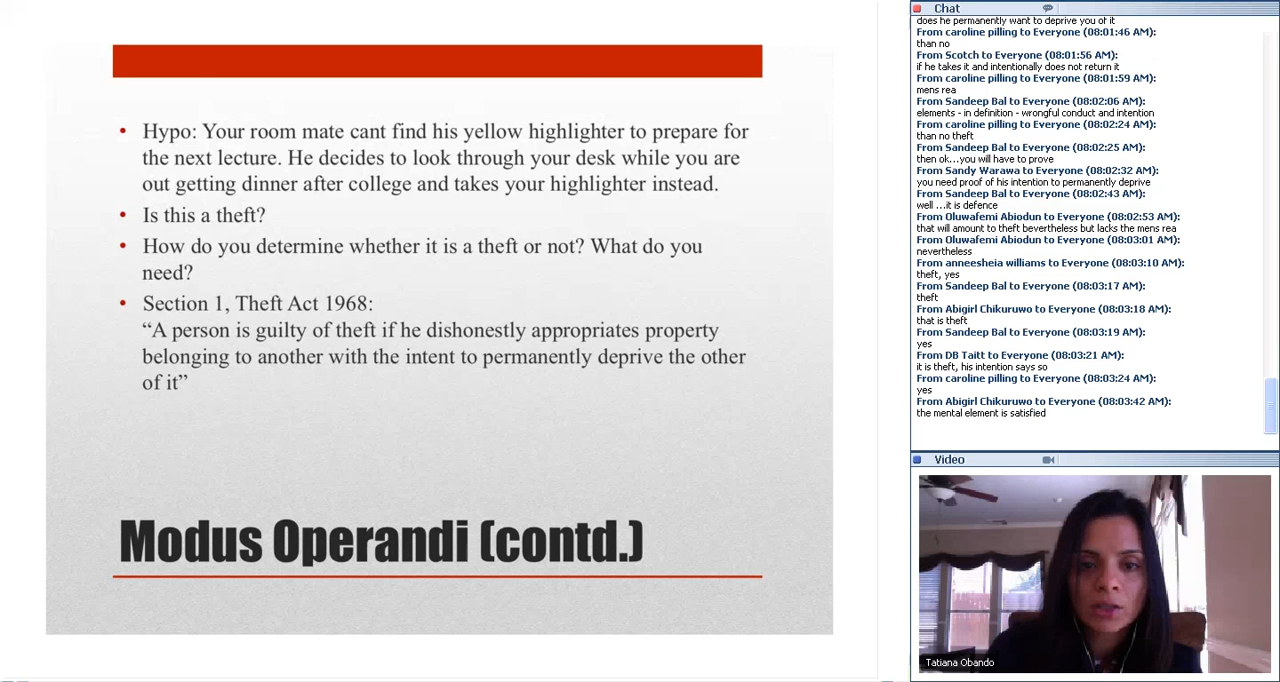 • Hypo: Your room mate cant find his yellow highlighter to prepare for
the next lecture. He decides to look through your desk while you are
out getting dinner after college and takes your highlighter instead.
• Is this a theft?
• How do you determine whether it is a theft or not? What do you
need?
• Section 1, Theft Act 1968:
“A person is guilty of theft if he dishonestly appropriates property
belonging to another with the intent to permanently deprive the other
of it”
Modus Operandi (contd.)
Chat
does he permanently want to deprive you of it
From caroline pilling to Everyone (08:01:46 AM):
than no
From Scotch to Everyone (08:01:56 AM):
if he takes it and intentionally does not return it
From caroline pilling to Everyone (08:01:59 AM):
mens rea
From Sandeep Bal to Everyone (08:02:06 AM):
elements - in definition - wrongful conduct and intention
From caroline pilling to Everyone (08:02:24 AM):
than no theft
From Sandeep Bal to Everyone (08:02:25 AM):
then ok...you will have to prove
From Sandy Warawa to Everyone (08:02:32 AM):
you need proof of his intention to permanently deprive
From Sandeep Bal to Everyone (08:02:43 AM):
well ...it is defence
From Oluwafemi Abiodun to Everyone (08:02:53 AM):
that will amount to theft bevertheless but lacks the mens rea
From Oluwafemi Abiodun to Everyone (08:03:01 AM):
nevertheless
From anneesheia williams to Everyone (08:03:10 AM):
theft, yes
From Sandeep Bal to Everyone (08:03:17 AM):
theft
From Abigirl Chikuruwo to Everyone (08:03:18 AM):
that is theft
From Sandeep Bal to Everyone (08:03:19 AM):
yes
From DB Taitt to Everyone (08:03:21 AM):
it is theft, his intention says so
From caroline pilling to Everyone (08:03:24 AM):
yes
From Abigirl Chikuruwo to Everyone (08:03:42 AM):
the mental element is satisfied
Video
Tatiana Obando